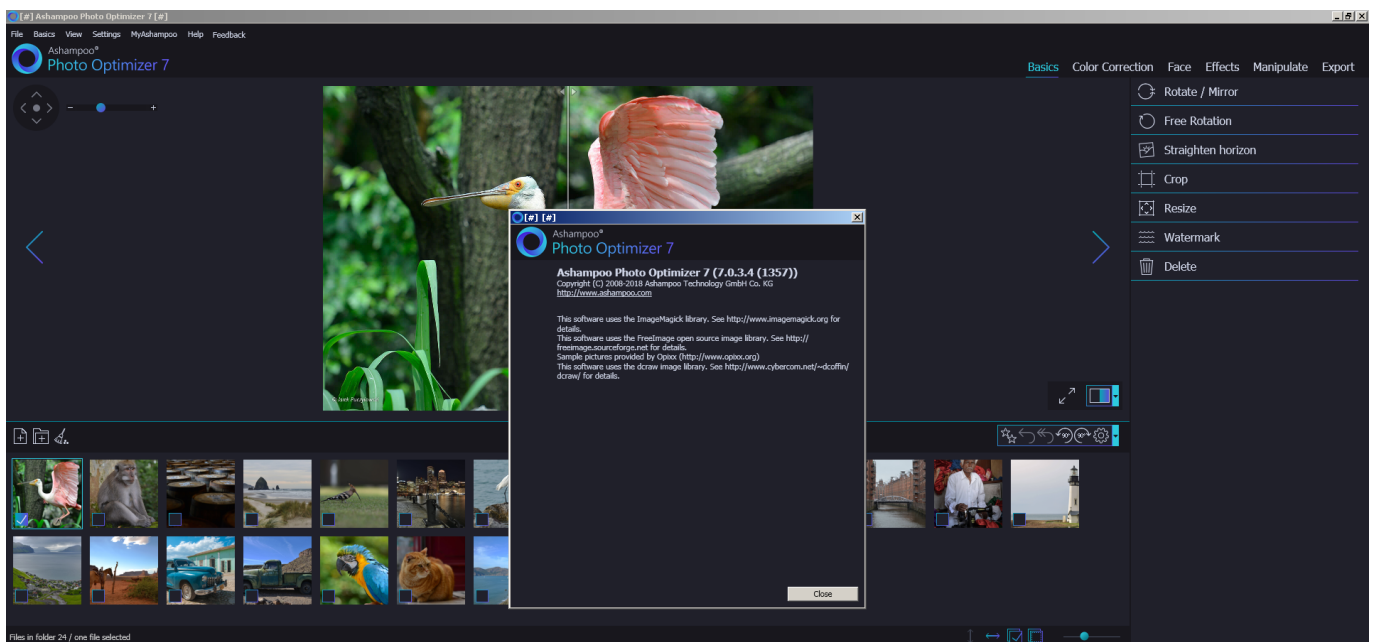 [#] Ashampoo Photo Optimizer 7 [#]
File Basics View Settings MyAshampoo Help Feedback
Ashampoo®
Photo Optimizer 7
Basics Color Correction Face Effects Manipulate Export
- +
Rotate / Mirror
Free Rotation
Straighten horizon
Crop
Resize
Watermark
Delete
[#] [#]
Ashampoo®
Photo Optimizer 7
Ashampoo Photo Optimizer 7 (7.0.3.4 (1357))
Copyright (C) 2008-2018 Ashampoo Technology GmbH Co. KG
http://www.ashampoo.com
This software uses the ImageMagick library. See http://www.imagemagick.org for
details.
This software uses the FreeImage open source image library. See http://
freeimage.sourceforge.net for details.
Sample pictures provided by Opixx (http://www.opixx.org)
This software uses the dcraw image library. See http://www.cybercom.net/~dcoffin/
dcraw/ for details.
Close
90° 90°
Files in folder 24 / one file selected